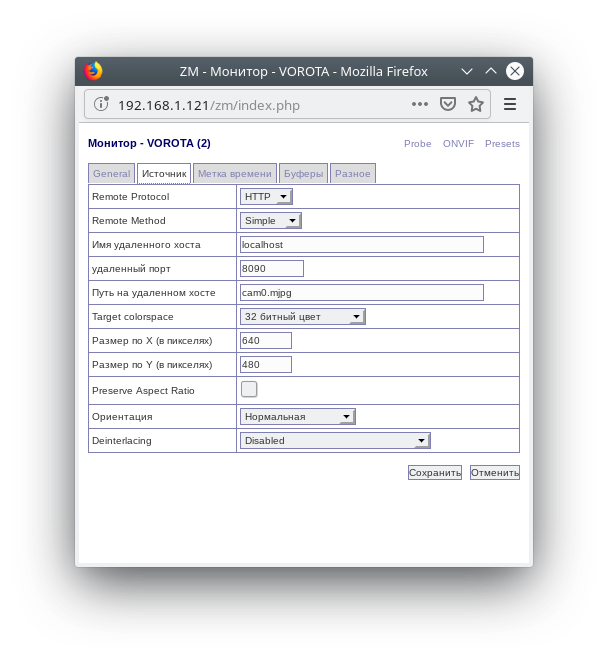 ZM - Монитор - VOROTA - Mozilla Firefox
192.168.1.121/zm/index.php
Монитор - VOROTA (2) Probe ONVIF Presets
General Источник Метка времени Буферы Разное
Remote Protocol HTTP
Remote Method Simple
Имя удаленного хоста localhost
удаленный порт 8090
Путь на удаленном хосте cam0.mjpg
Target colorspace 32 битный цвет
Размер по X (в пикселях) 640
Размер по Y (в пикселях) 480
Preserve Aspect Ratio
Ориентация Нормальная
Deinterlacing Disabled
Сохранить Отменить